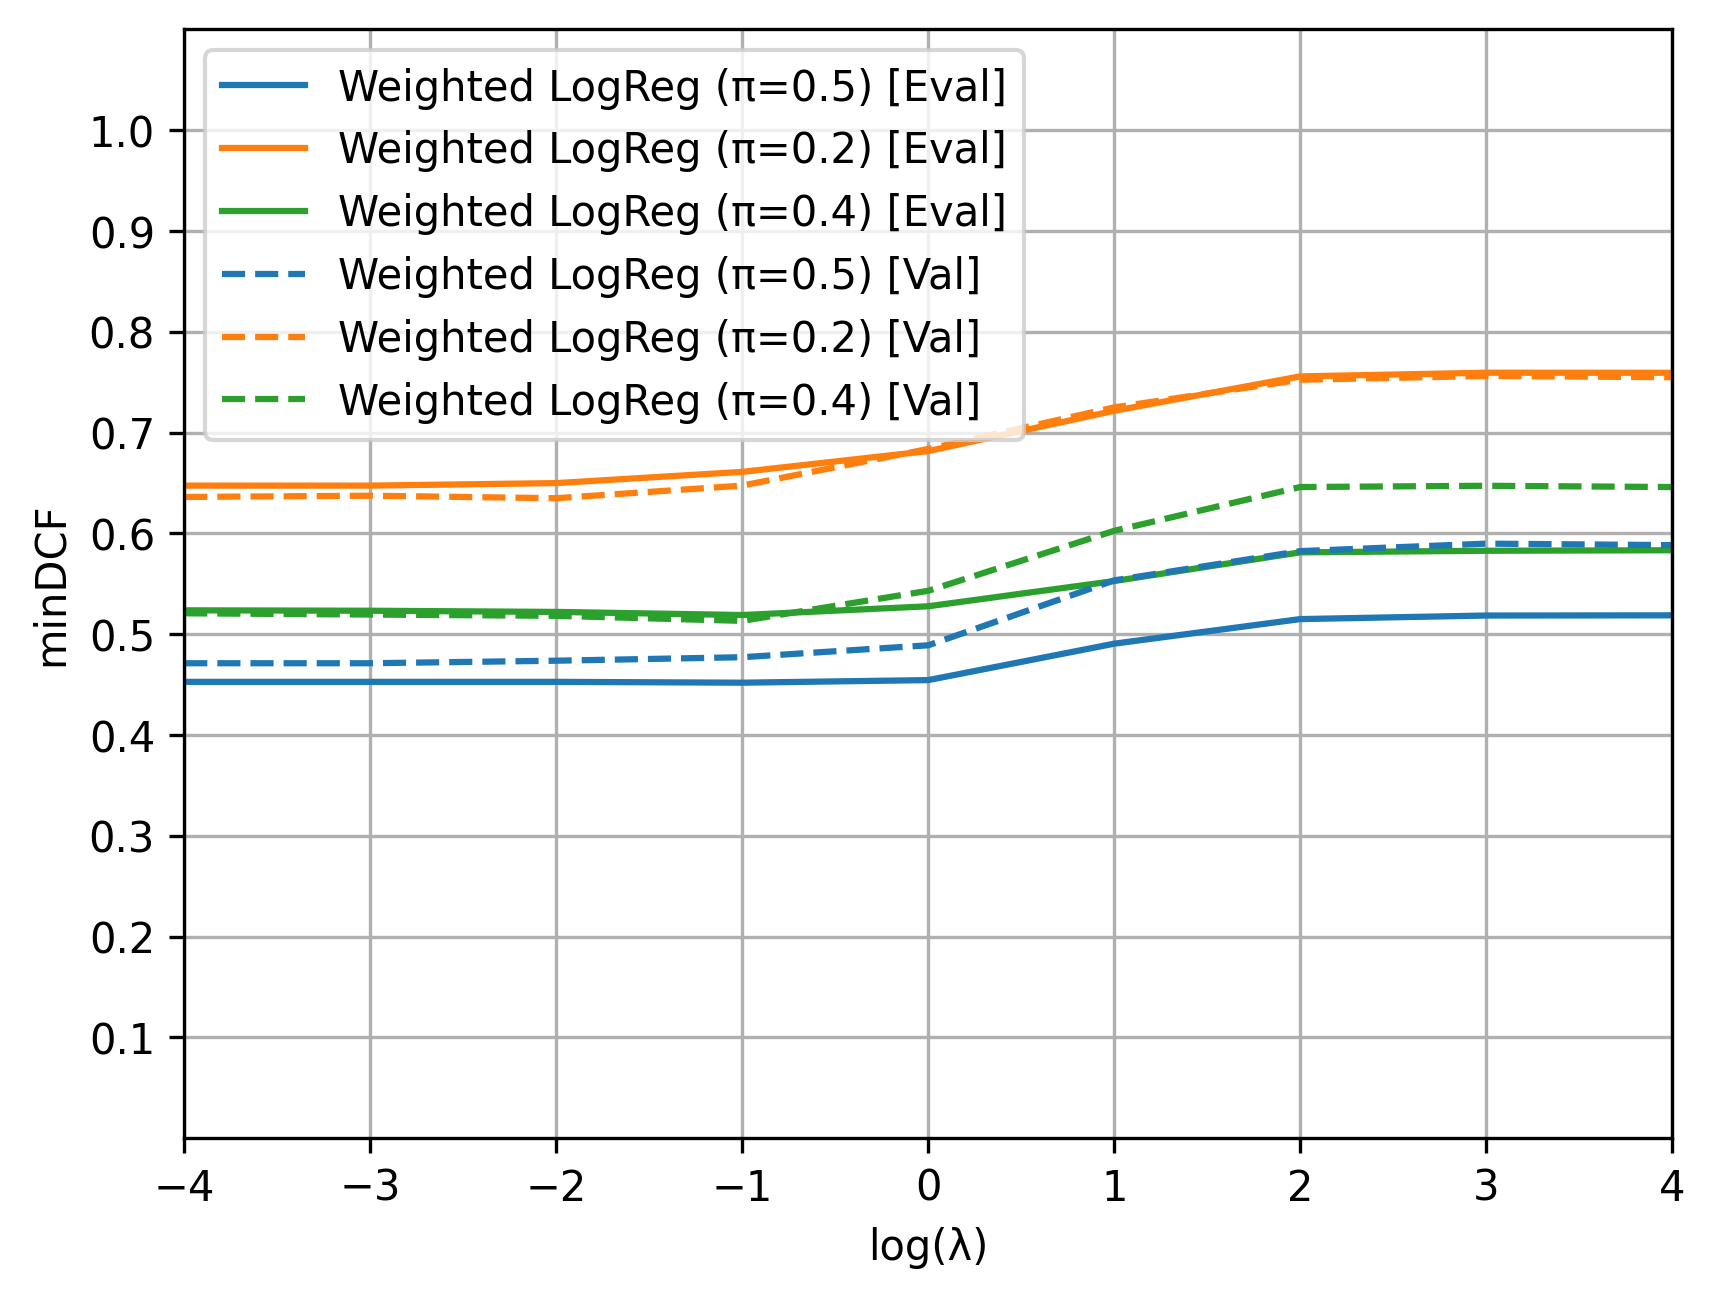 Weighted LogReg (π=0.5) [Eval]
Weighted LogReg (π=0.2) [Eval]
Weighted LogReg (π=0.4) [Eval]
Weighted LogReg (π=0.5) [Val]
Weighted LogReg (π=0.2) [Val]
Weighted LogReg (π=0.4) [Val]
1.0
0.9
0.8
0.7
0.6
0.5
0.4
0.3
0.2
0.1
minDCF
−4 −3 −2 −1 0 1 2 3 4
log(λ)